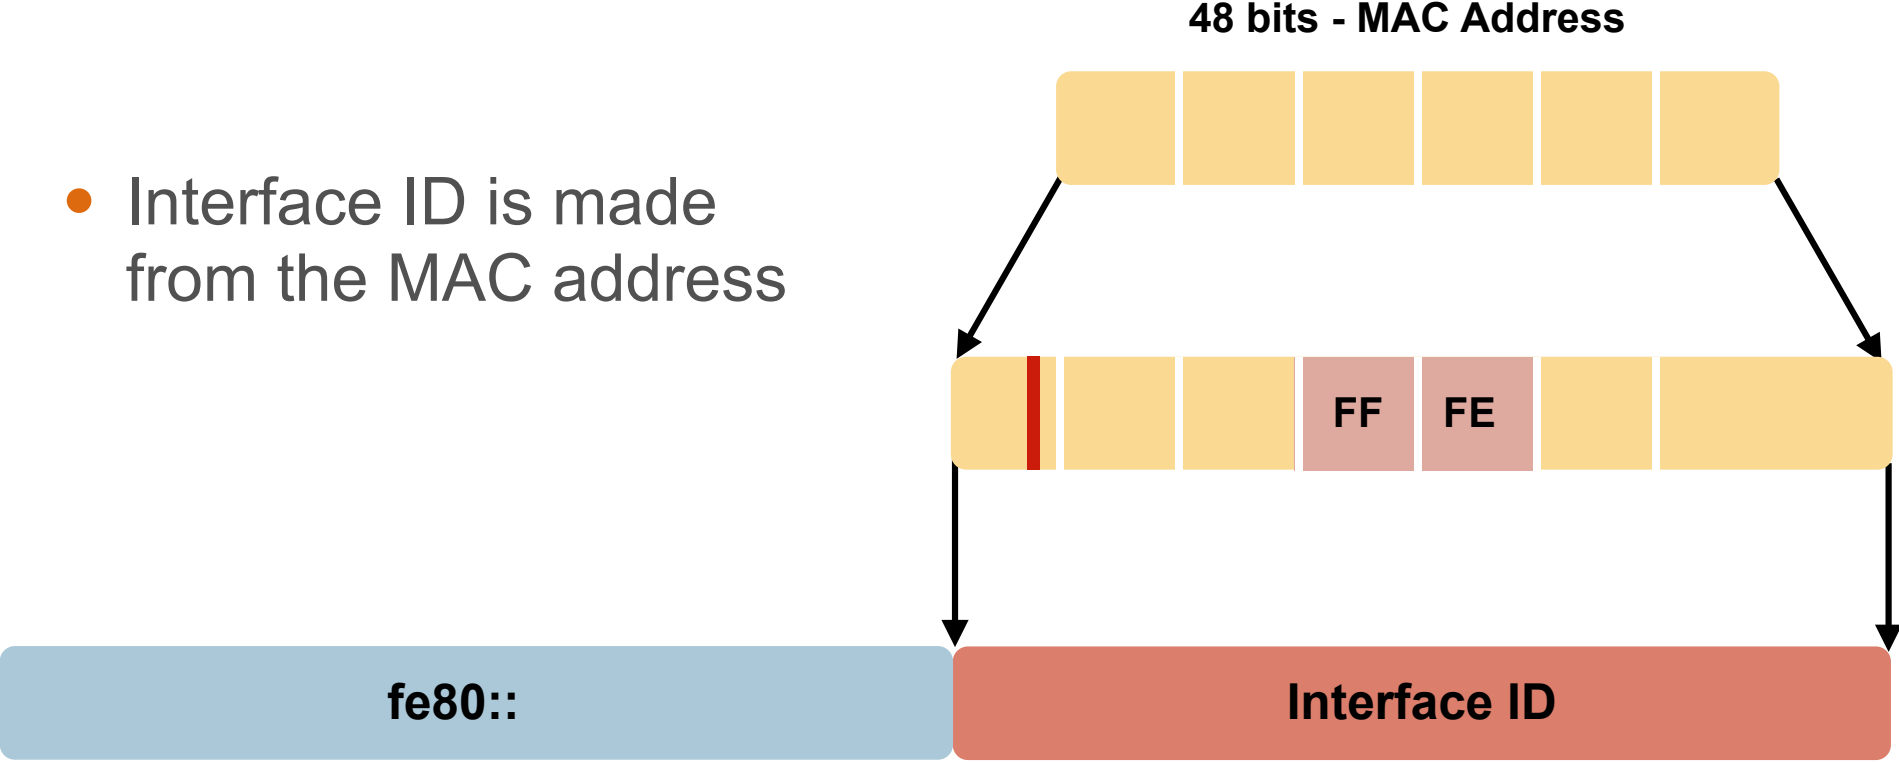 48 bits - MAC Address
• Interface ID is made
from the MAC address
FF FE
fe80:: Interface ID